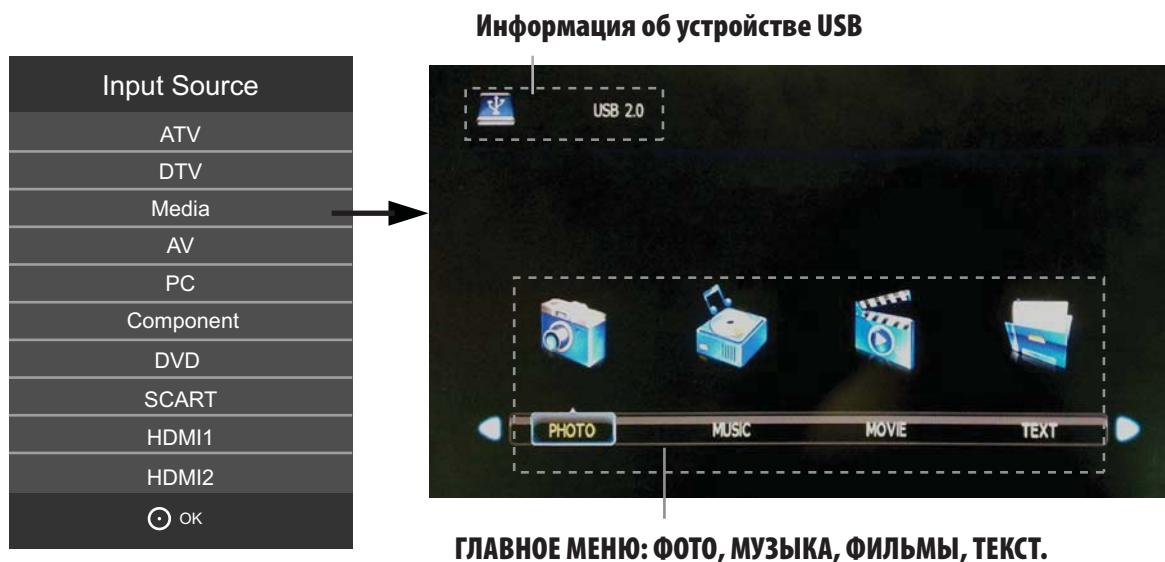 Информация об устройстве USB
Input Source
ATV
DTV
Media
AV
PC
Component
DVD
SCART
HDMI1
HDMI2
OK
USB 2.0
PHOTO MUSIC MOVIE TEXT
ГЛАВНОЕ МЕНЮ: ФОТО, МУЗЫКА, ФИЛЬМЫ, ТЕКСТ.